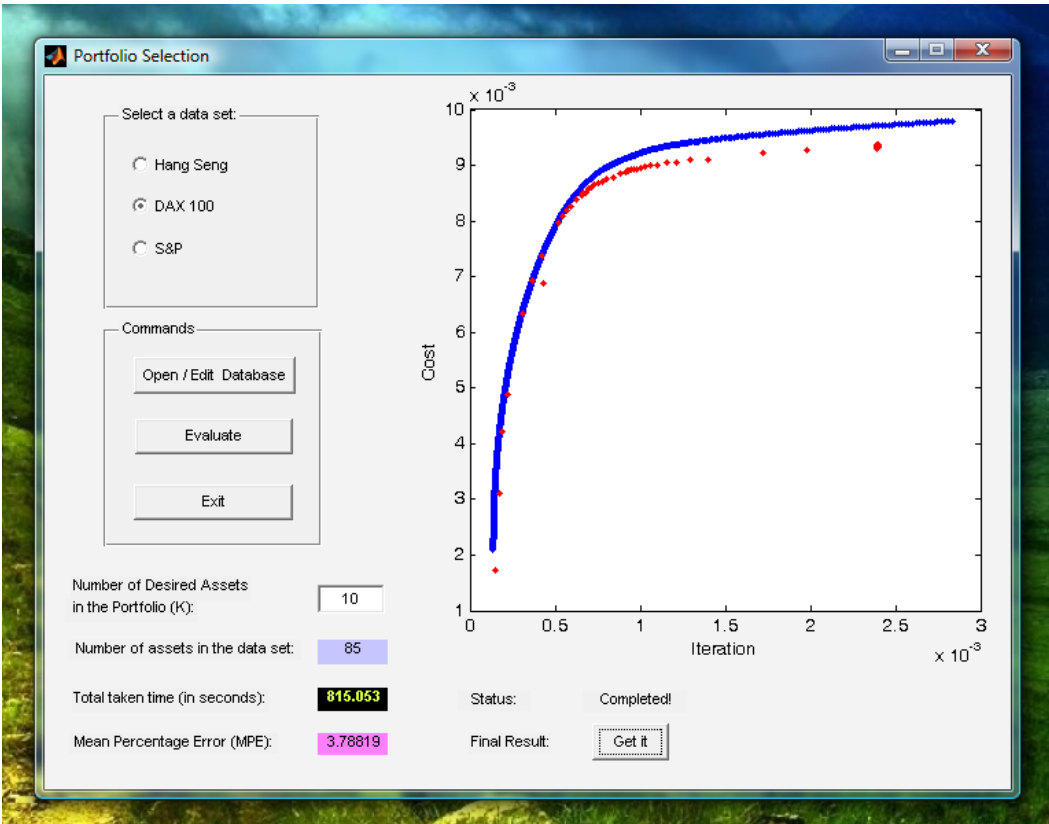 Portfolio Selection
Select a data set:
Hang Seng
DAX 100
S&P
Commands
Open / Edit Database
Evaluate
Exit
Number of Desired Assets
in the Portfolio (K):
10
Number of assets in the data set:
85
Total taken time (in seconds):
815.053
Mean Percentage Error (MPE):
3.78819
x 10^-3
10
9
8
7
6
5
4
3
2
1
Cost
0
0.5
1
1.5
2
2.5
3
Iteration
x 10^-3
Status:
Completed!
Final Result:
Get it